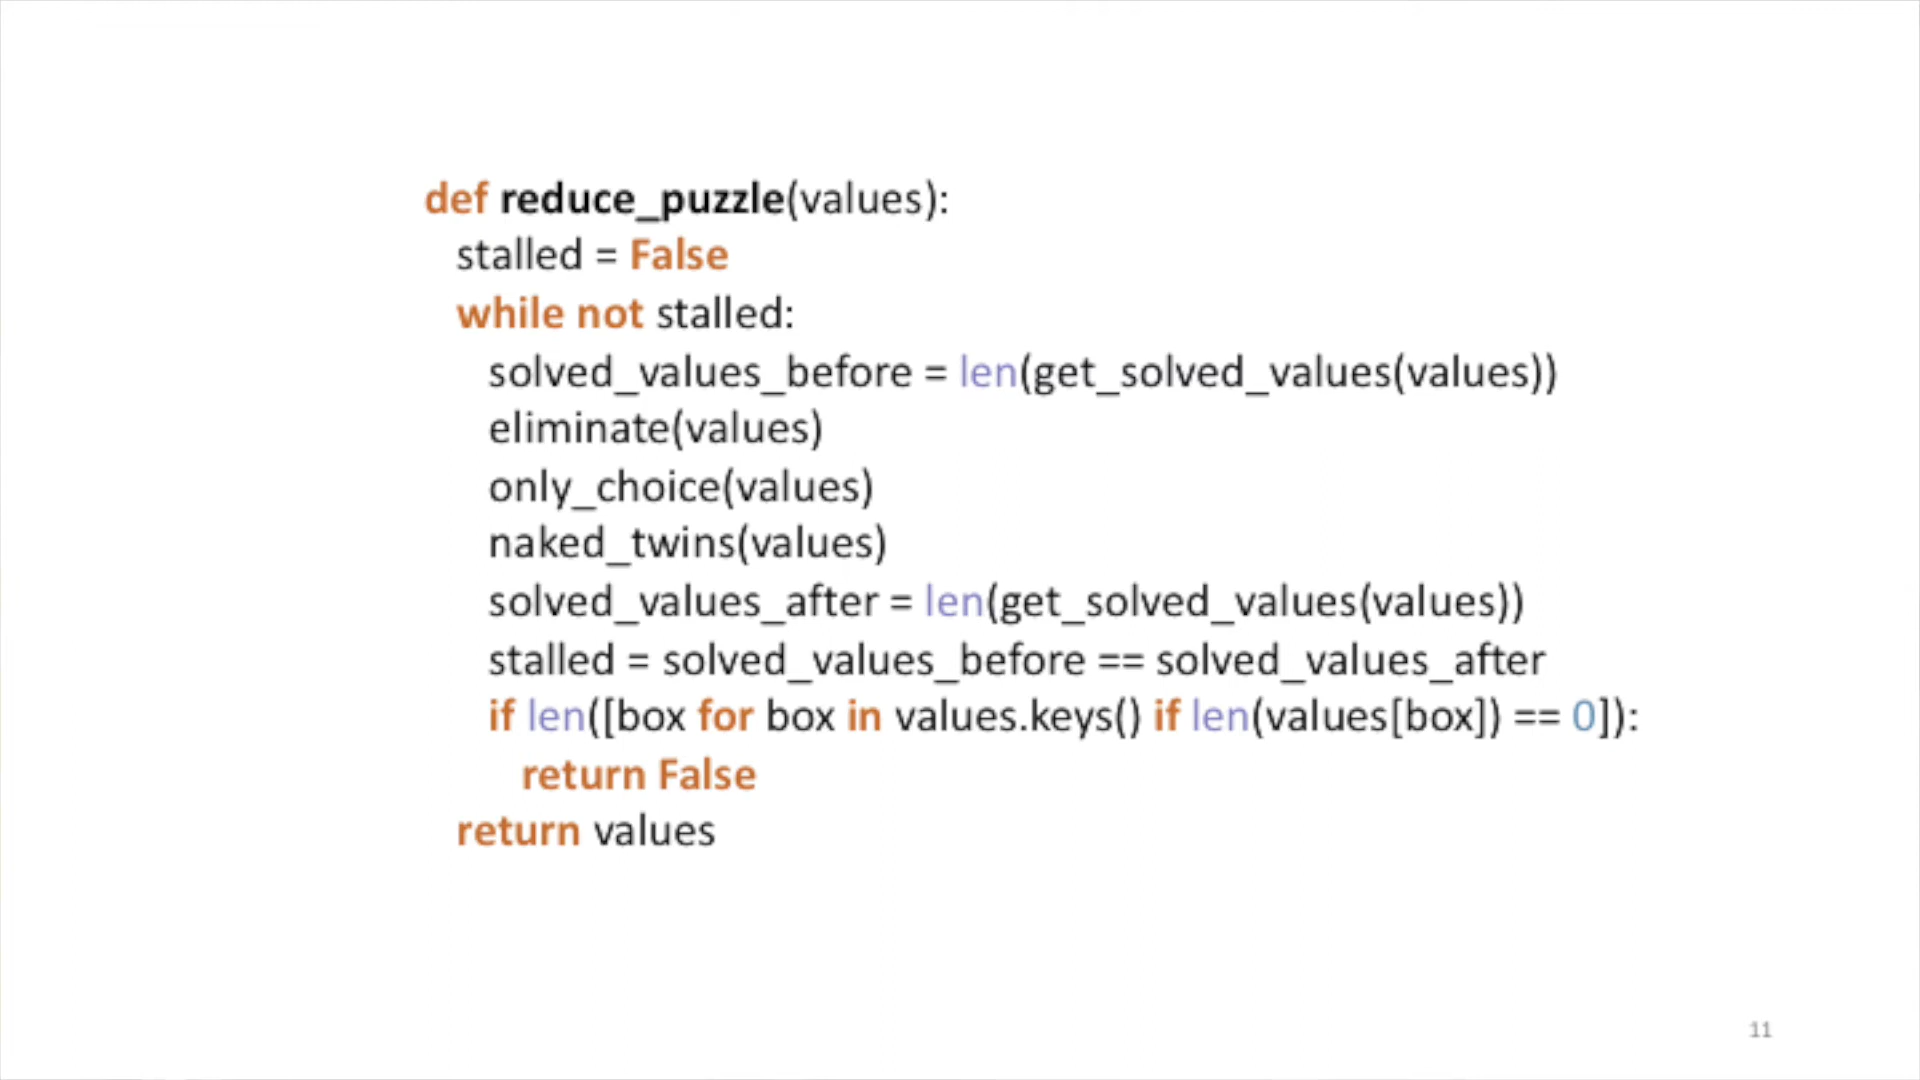 def reduce_puzzle(values):
stalled = False
while not stalled:
solved_values_before = len(get_solved_values(values))
eliminate(values)
only_choice(values)
naked_twins(values)
solved_values_after = len(get_solved_values(values))
stalled = solved_values_before == solved_values_after
if len([box for box in values.keys() if len(values[box]) == 0]):
return False
return values
11